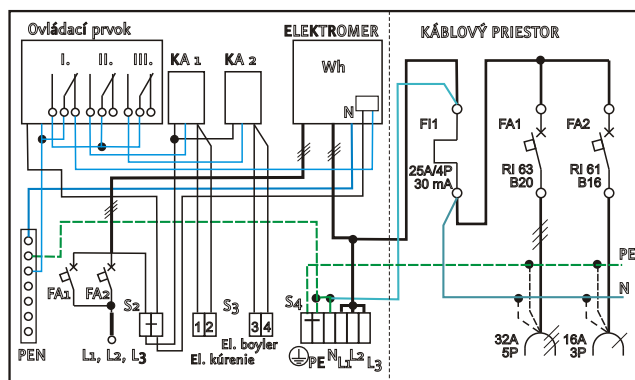 Ovládací prvok
I. II. III.
KA 1
KA 2
ELEKTROMER
Wh
N
KÁBLOVÝ PRIESTOR
FI1
25A/4P
30 mA
FA1
RI 63
B20
FA2
RI 61
B16
PE
N
FA1
FA2
S2
1 2
S3
3 4
S4
PEN
L1, L2, L3
El. kúrenie
El. boyler
PE N L1 L2 L3
32A
5P
16A
3P